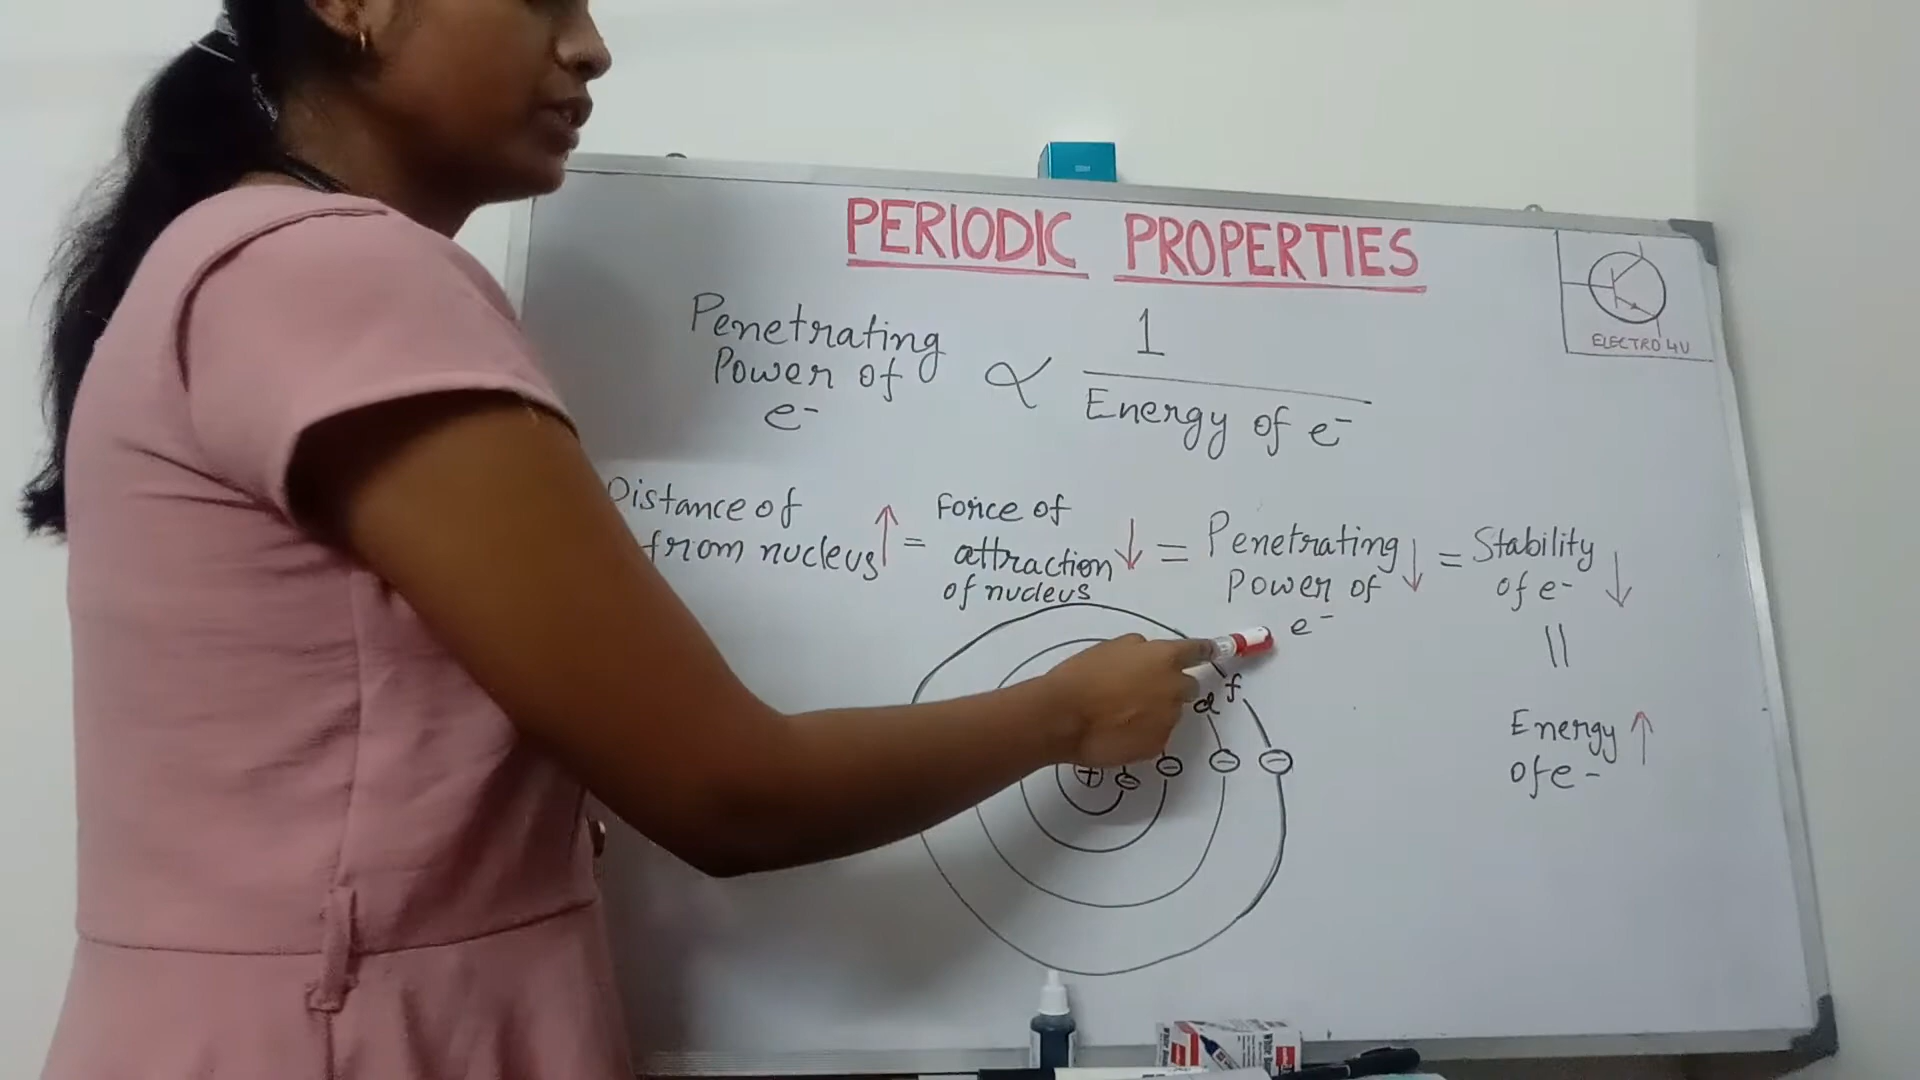 PERIODIC PROPERTIES
ELECTRO 4U
Penetrating
Power of
e-
∝
1
Energy of e-
Distance of
from nucleus ↑
=
Force of
attraction ↓
of nucleus
=
Penetrating ↓
Power of
e-
=
Stability ↓
of e-
||
Energy ↑
of e-
d f
+ - - - -